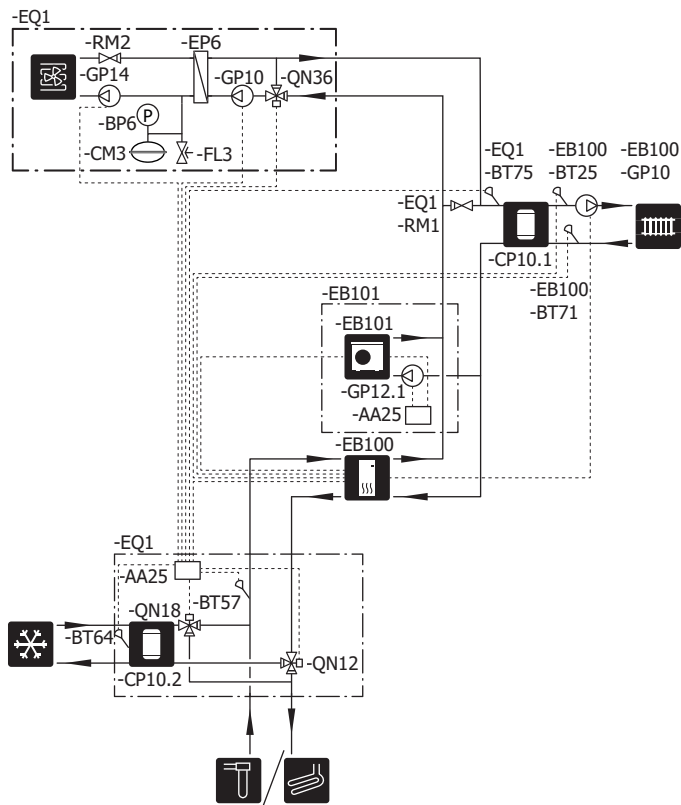 -EQ1
-RM2
-EP6
-GP14
-GP10
-QN36
-BP6
P
-CM3
-FL3
-EQ1
-BT75
-EB100
-BT25
-EB100
-GP10
-EQ1
-RM1
-CP10.1
-EB100
-BT71
-EB101
-EB101
-GP12.1
-AA25
-EB100
-EQ1
-AA25
-QN18
-BT57
-BT64
-QN12
-CP10.2